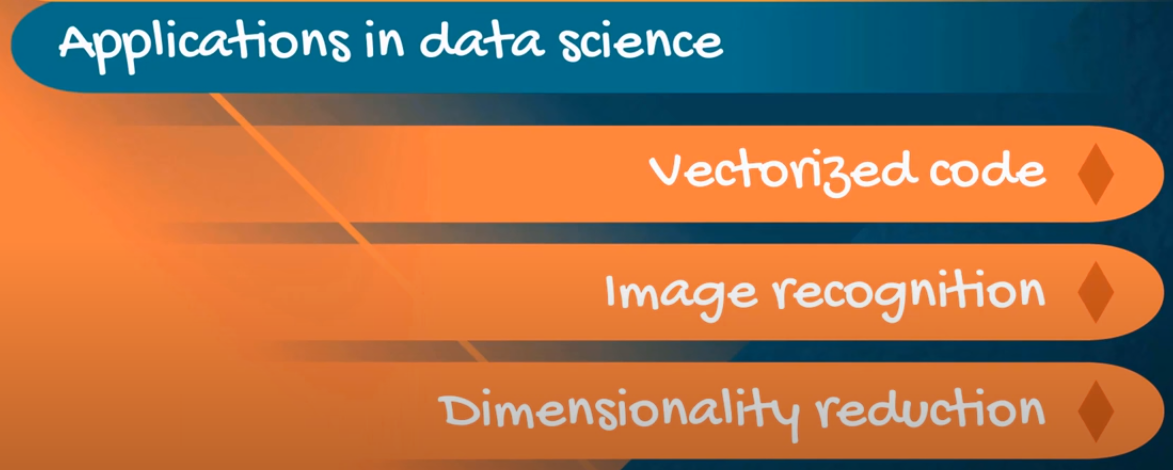 Applications in data science
Vectorized code
Image recognition
Dimensionality reduction